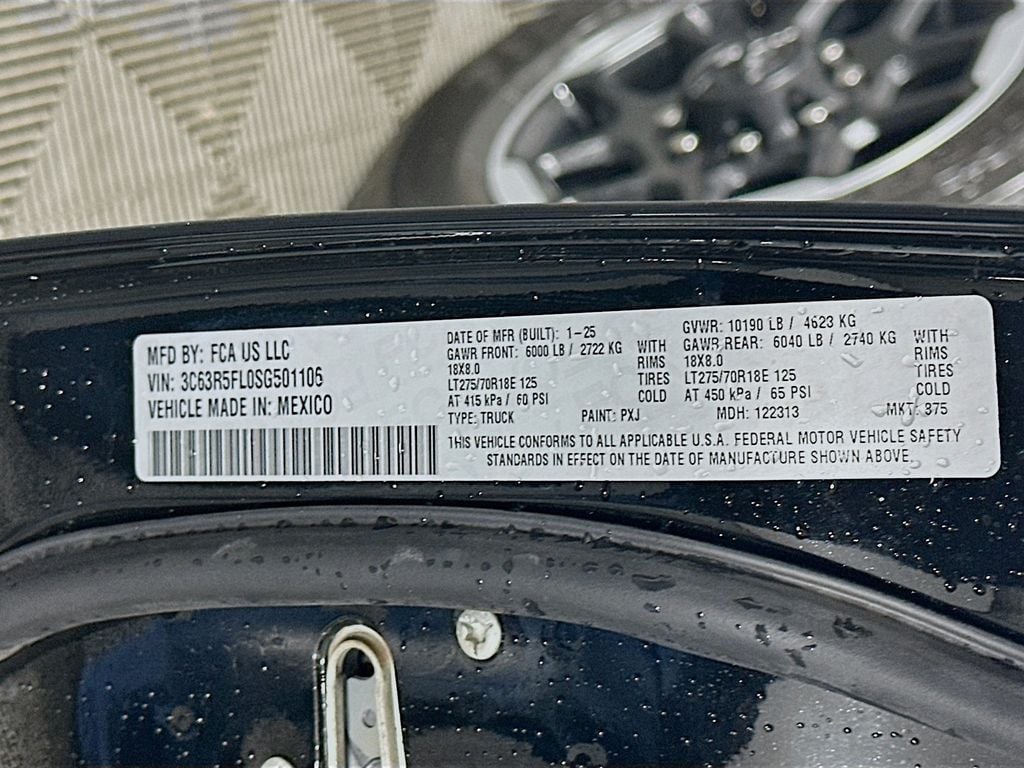 MFD BY: FCA US LLC
VIN: 3C63R5FL0SG501106
VEHICLE MADE IN: MEXICO
DATE OF MFR (BUILT): 1-25
GAWR FRONT: 6000 LB / 2722 KG
18X8.0
LT275/70R18E 125
AT 415 kPa / 60 PSI
WITH
RIMS
TIRES
COLD
GVWR: 10190 LB / 4623 KG
GAWR REAR: 6040 LB / 2740 KG
18X8.0
LT275/70R18E 125
AT 450 kPa / 65 PSI
WITH
RIMS
TIRES
COLD
TYPE: TRUCK PAINT: PXJ MDH: 122313 MKT: 875
THIS VEHICLE CONFORMS TO ALL APPLICABLE U.S.A. FEDERAL MOTOR VEHICLE SAFETY
STANDARDS IN EFFECT ON THE DATE OF MANUFACTURE SHOWN ABOVE.